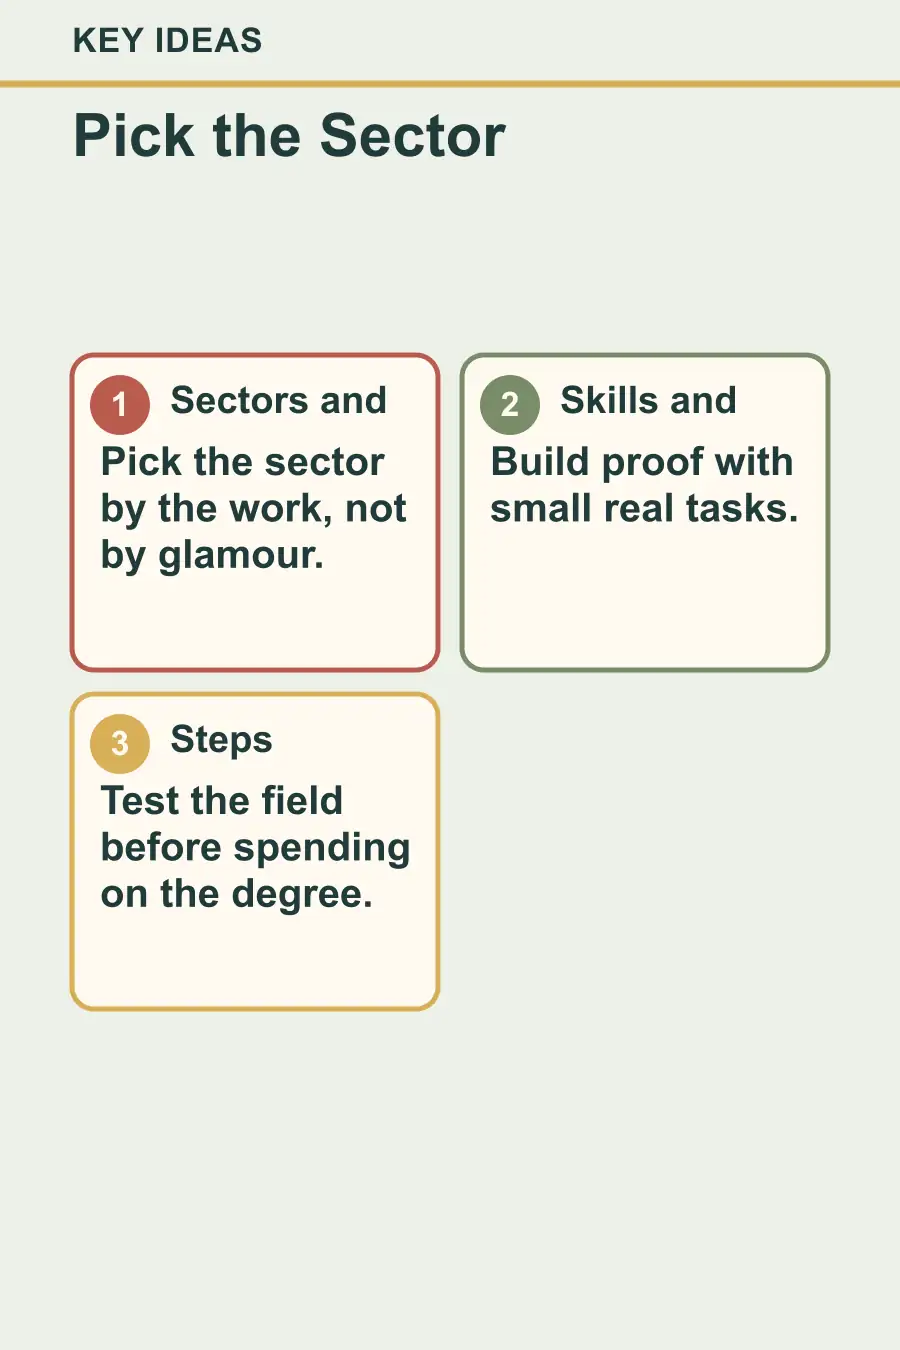 KEY IDEAS
Pick the Sector
1
Sectors and
Pick the sector
by the work, not
by glamour.
2
Skills and
Build proof with
small real tasks.
3
Steps
Test the field
before spending
on the degree.